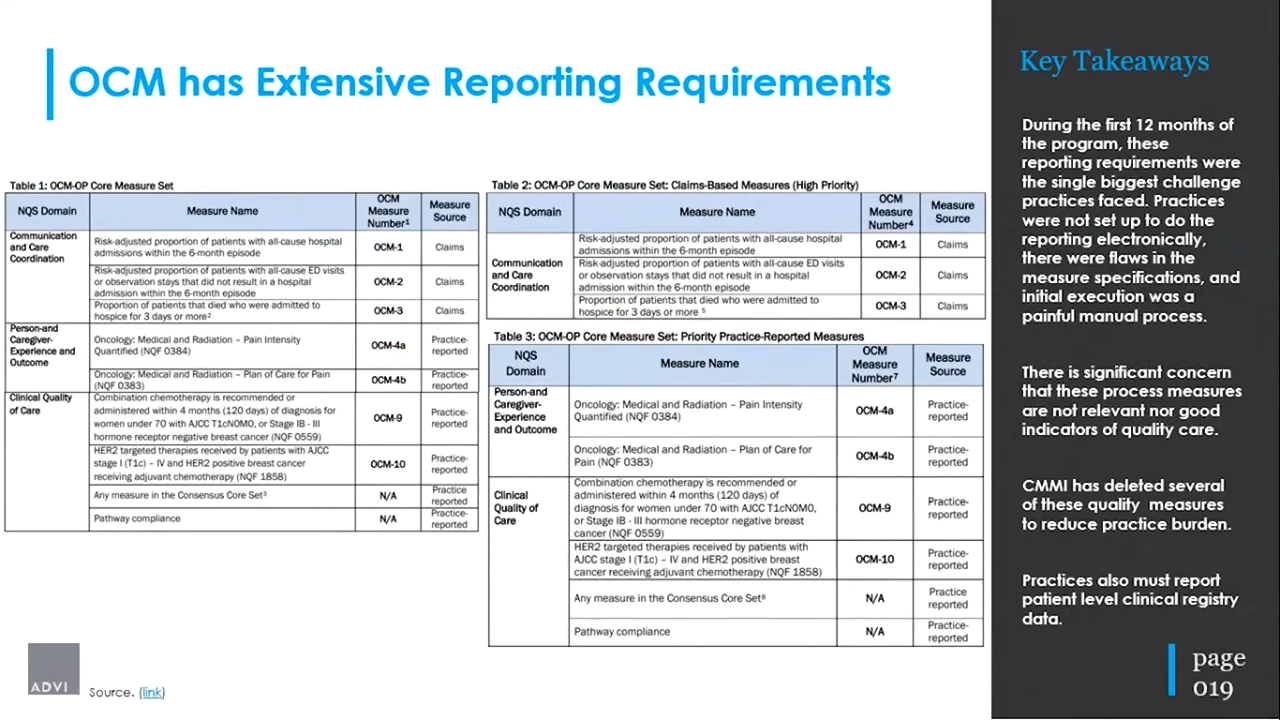 OCM has Extensive Reporting Requirements
Table 1: OCM-OP Core Measure Set
NQS Domain
Measure Name
OCM
Measure
Number¹
Measure
Source
Communication
and Care
Coordination
Risk-adjusted proportion of patients with all-cause hospital
admissions within the 6-month episode
OCM-1
Claims
Risk-adjusted proportion of patients with all-cause ED visits
or observation stays that did not result in a hospital
admission within the 6-month episode
OCM-2
Claims
Proportion of patients that died who were admitted to
hospice for 3 days or more²
OCM-3
Claims
Person-and
Caregiver-
Experience and
Outcome
Oncology: Medical and Radiation – Pain Intensity
Quantified (NQF 0384)
OCM-4a
Practice-
reported
Oncology: Medical and Radiation – Plan of Care for Pain
(NQF 0383)
OCM-4b
Practice-
reported
Clinical Quality
of Care
Combination chemotherapy is recommended or
administered within 4 months (120 days) of diagnosis for
women under 70 with AJCC T1cN0M0, or Stage IB - III
hormone receptor negative breast cancer (NQF 0559)
OCM-9
Practice-
reported
HER2 targeted therapies received by patients with AJCC
stage I (T1c) – IV and HER2 positive breast cancer
receiving adjuvant chemotherapy (NQF 1858)
OCM-10
Practice-
reported
Any measure in the Consensus Core Set³
N/A
Practice
reported
Pathway compliance
N/A
Practice-
reported
Table 2: OCM-OP Core Measure Set: Claims-Based Measures (High Priority)
NQS Domain
Measure Name
OCM
Measure
Number⁴
Measure
Source
Communication
and Care
Coordination
Risk-adjusted proportion of patients with all-cause hospital
admissions within the 6-month episode
OCM-1
Claims
Risk-adjusted proportion of patients with all-cause ED visits
or observation stays that did not result in a hospital
admission within the 6-month episode
OCM-2
Claims
Proportion of patients that died who were admitted to
hospice for 3 days or more ⁵
OCM-3
Claims
Table 3: OCM-OP Core Measure Set: Priority Practice-Reported Measures
NQS
Domain
Measure Name
OCM
Measure
Number⁷
Measure
Source
Person-and
Caregiver-
Experience
and Outcome
Oncology: Medical and Radiation – Pain Intensity
Quantified (NQF 0384)
OCM-4a
Practice-
reported
Oncology: Medical and Radiation – Plan of Care for
Pain (NQF 0383)
OCM-4b
Practice-
reported
Clinical
Quality of
Care
Combination chemotherapy is recommended or
administered within 4 months (120 days) of
diagnosis for women under 70 with AJCC T1cN0M0,
or Stage IB - III hormone receptor negative breast
cancer (NQF 0559)
OCM-9
Practice-
reported
HER2 targeted therapies received by patients with
AJCC stage I (T1c) – IV and HER2 positive breast
cancer receiving adjuvant chemotherapy (NQF 1858)
OCM-10
Practice-
reported
Any measure in the Consensus Core Set⁸
N/A
Practice
reported
Pathway compliance
N/A
Practice-
reported
ADVI
Source. (link)
Key Takeaways
During the first 12 months of
the program, these
reporting requirements were
the single biggest challenge
practices faced. Practices
were not set up to do the
reporting electronically,
there were flaws in the
measure specifications, and
initial execution was a
painful manual process.
There is significant concern
that these process measures
are not relevant nor good
indicators of quality care.
CMMI has deleted several
of these quality measures
to reduce practice burden.
Practices also must report
patient level clinical registry
data.
page
019